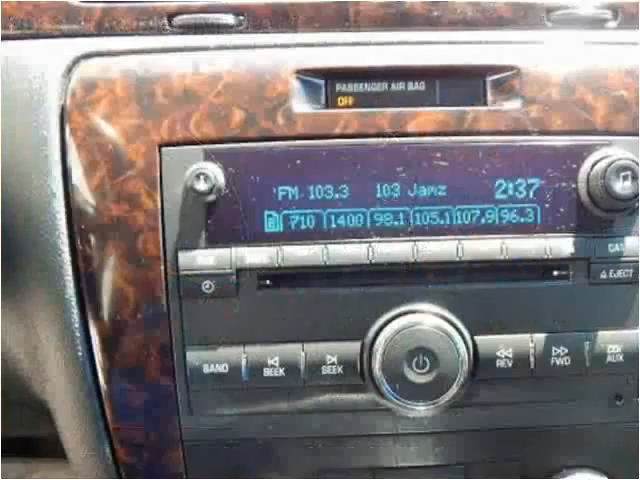 PASSENGER AIR BAG
OFF
FM 103.3 103 Jamz 2:37
710 1400 98.1 105.1 107.9 96.3
EJECT
BAND SEEK SEEK REV FWD AUX